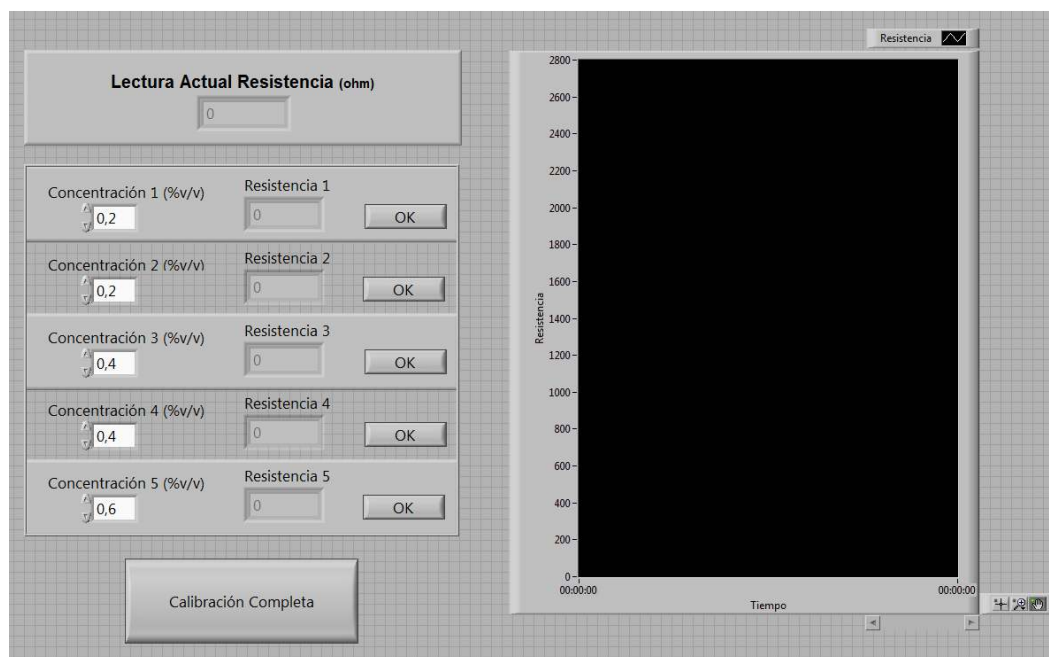 Lectura Actual Resistencia (ohm)
0
Concentración 1 (%v/v) Resistencia 1
0,2 0 OK
Concentración 2 (%v/v) Resistencia 2
0,2 0 OK
Concentración 3 (%v/v) Resistencia 3
0,4 0 OK
Concentración 4 (%v/v) Resistencia 4
0,4 0 OK
Concentración 5 (%v/v) Resistencia 5
0,6 0 OK
Calibración Completa
Resistencia
2800
2600
2400
2200
2000
1800
1600
1400
1200
1000
800
600
400
200
0
Resistencia
00:00:00 00:00:00
Tiempo